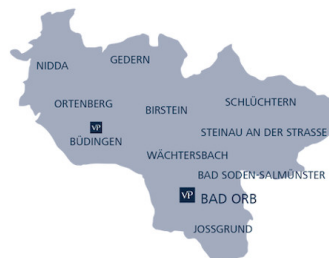 GEDERN
NIDDA
SCHLÜCHTERN
ORTENBERG
BIRSTEIN
VP
STEINAU AN DER STRASSE
BÜDINGEN
WÄCHTERSBACH
BAD SODEN-SALMÜNSTER
VP BAD ORB
JOSSGRUND